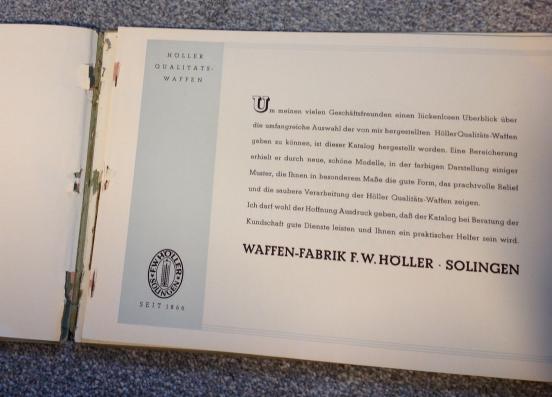 HÖLLER
QUALITÄTS-
WAFFEN
Um meinen vielen Geschäftsfreunden einen lückenlosen Überblick über
die umfangreiche Auswahl der von mir hergestellten Höller Qualitäts-Waffen
geben zu können, ist dieser Katalog hergestellt worden. Eine Bereicherung
erhielt er durch neue, schöne Modelle, in der farbigen Darstellung einiger
Muster, die Ihnen in besonderem Maße die gute Form, das prachtvolle Relief
und die saubere Verarbeitung der Höller Qualitäts-Waffen zeigen.
Ich darf wohl der Hoffnung Ausdruck geben, daß der Katalog bei Beratung der
Kundschaft gute Dienste leisten und Ihnen ein praktischer Helfer sein wird.
WAFFEN-FABRIK F. W. HÖLLER · SOLINGEN
F.W.HÖLLER
SOLINGEN
SEIT 1866